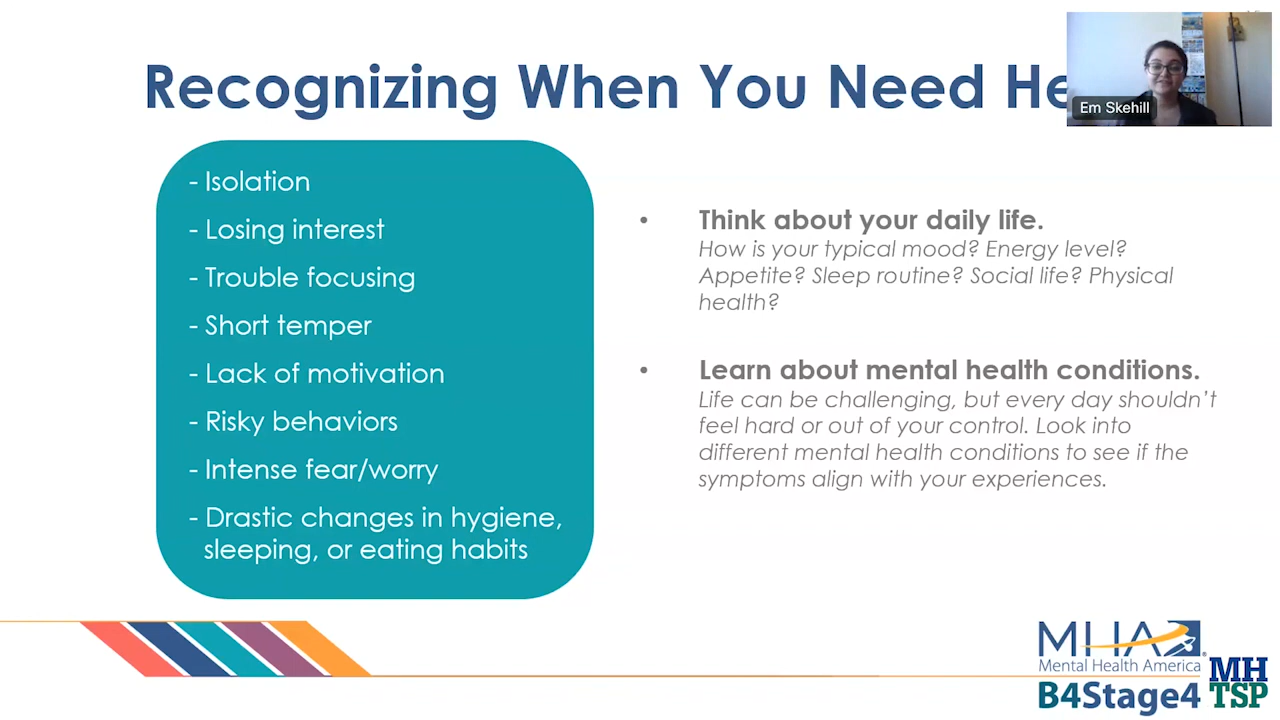 Recognizing When You Need He
Em Skehill
- Isolation
- Losing interest
- Trouble focusing
- Short temper
- Lack of motivation
- Risky behaviors
- Intense fear/worry
- Drastic changes in hygiene,
sleeping, or eating habits
• Think about your daily life.
How is your typical mood? Energy level?
Appetite? Sleep routine? Social life? Physical
health?
• Learn about mental health conditions.
Life can be challenging, but every day shouldn't
feel hard or out of your control. Look into
different mental health conditions to see if the
symptoms align with your experiences.
MHA
Mental Health America
B4Stage4
MH
TSP